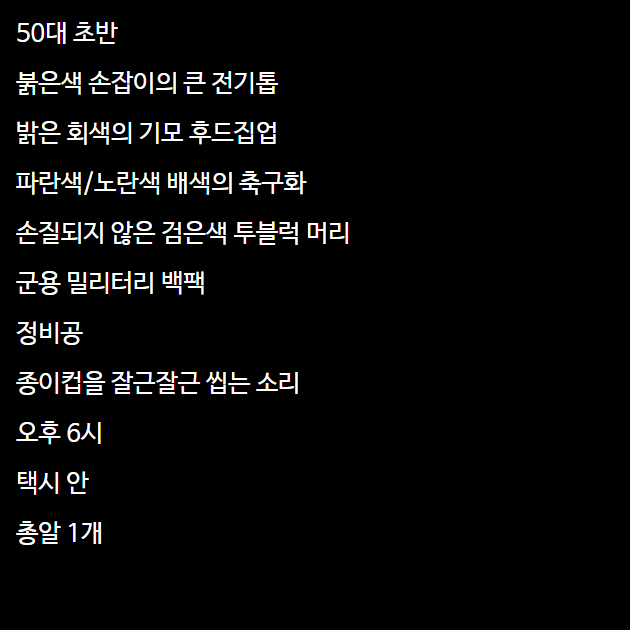 50대 초반
붉은색 손잡이의 큰 전기톱
밝은 회색의 기모 후드집업
파란색/노란색 배색의 축구화
손질되지 않은 검은색 투블럭 머리
군용 밀리터리 백팩
정비공
종이컵을 잘근잘근 씹는 소리
오후 6시
택시 안
총알 1개